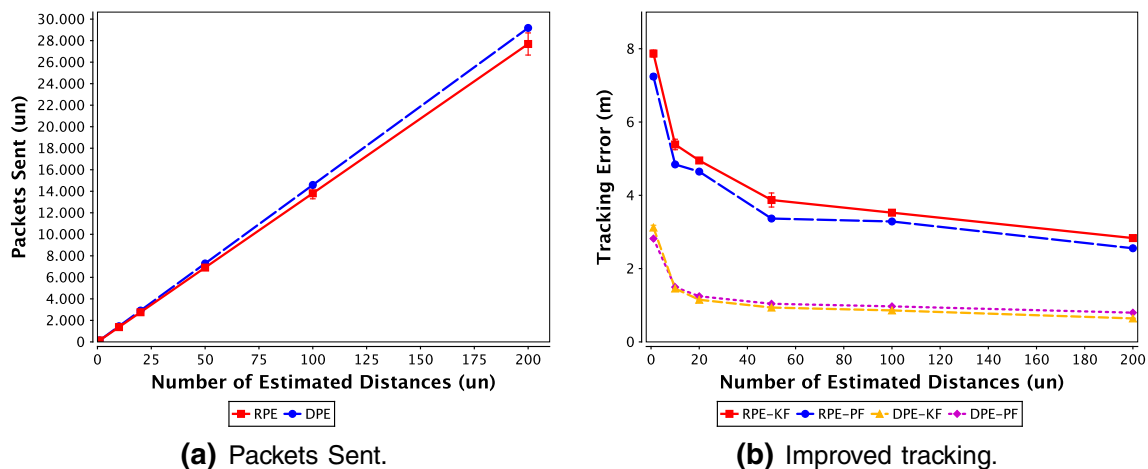 30.000
28.000
26.000
24.000
22.000
20.000
18.000
16.000
14.000
12.000
10.000
8.000
6.000
4.000
2.000
0
Packets Sent (un)
0 25 50 75 100 125 150 175 200
Number of Estimated Distances (un)
RPE DPE
(a) Packets Sent.
8
6
4
2
0
Tracking Error (m)
0 20 40 60 80 100 120 140 160 180 200
Number of Estimated Distances (un)
RPE-KF RPE-PF DPE-KF DPE-PF
(b) Improved tracking.